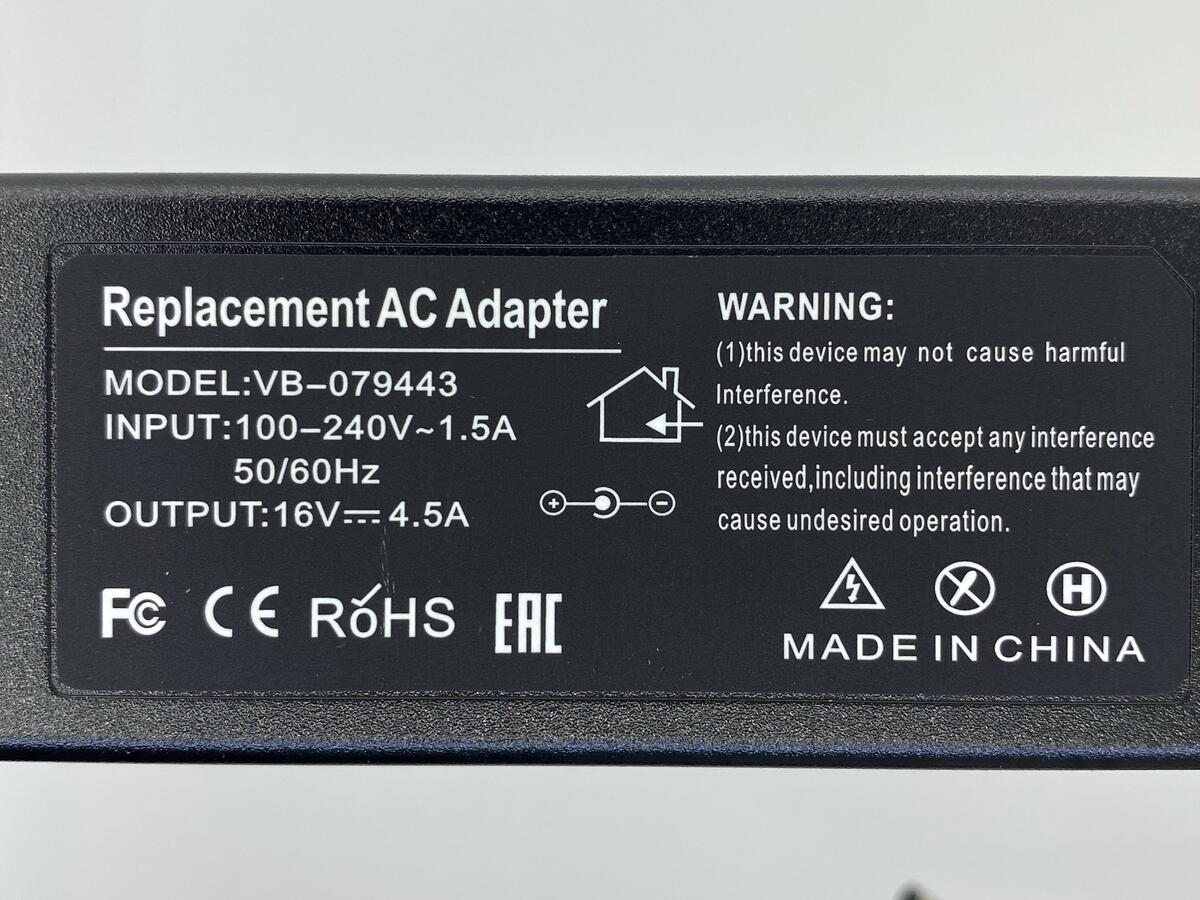 Replacement AC Adapter
MODEL:VB-079443
INPUT:100-240V~1.5A
50/60Hz
OUTPUT:16V⎓4.5A
+ -
FC CE RoHS EAC
WARNING:
(1)this device may not cause harmful
Interference.
(2)this device must accept any interference
received,including interference that may
cause undesired operation.
H
MADE IN CHINA